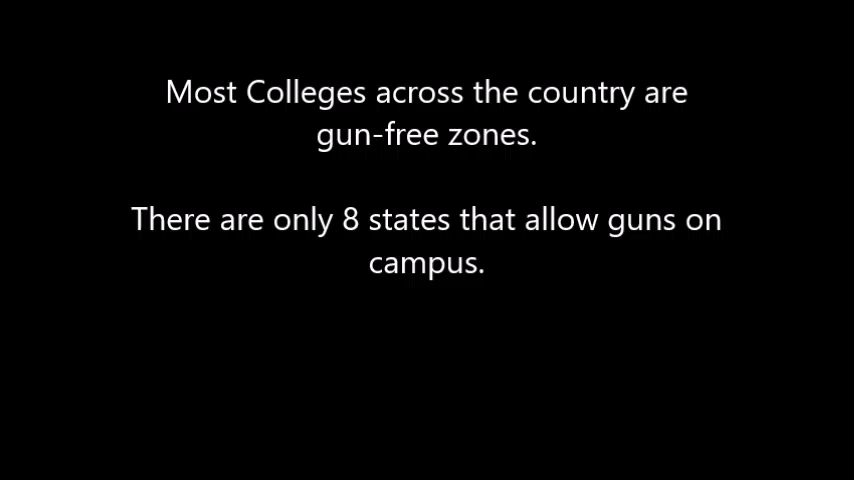 Most Colleges across the country are
gun-free zones.
There are only 8 states that allow guns on
campus.